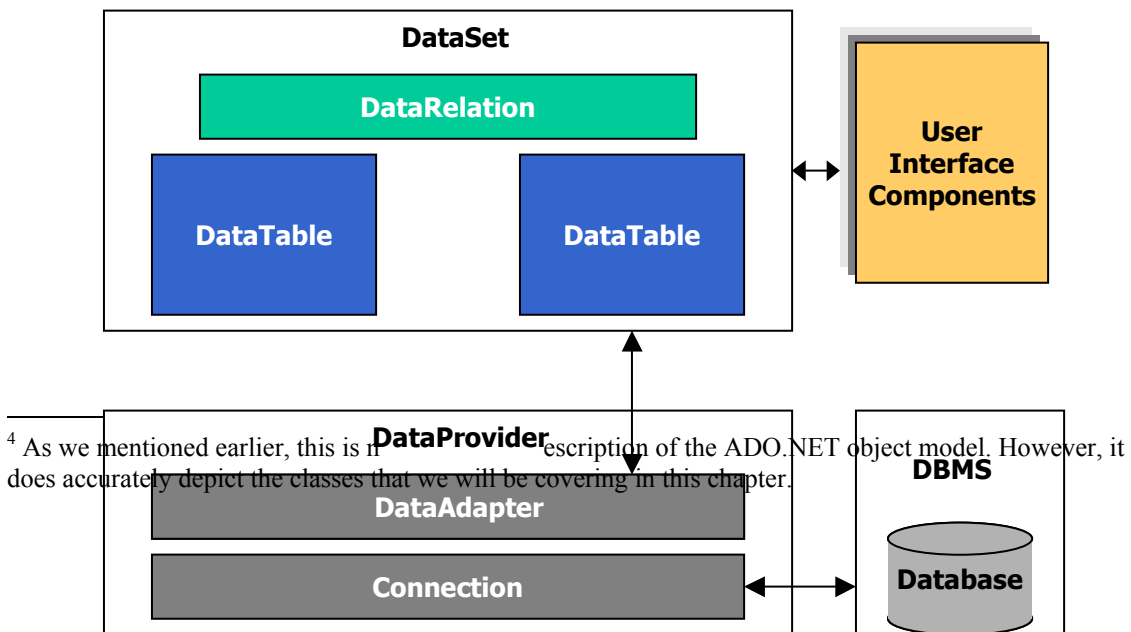 DataSet
DataRelation
User
Interface
Components
DataTable
DataTable
DataProvider
4 As we mentioned earlier, this is n escription of the ADO.NET object model. However, it
does accurately depict the classes that we will be covering in this chapter.
DBMS
DataAdapter
Connection
Database